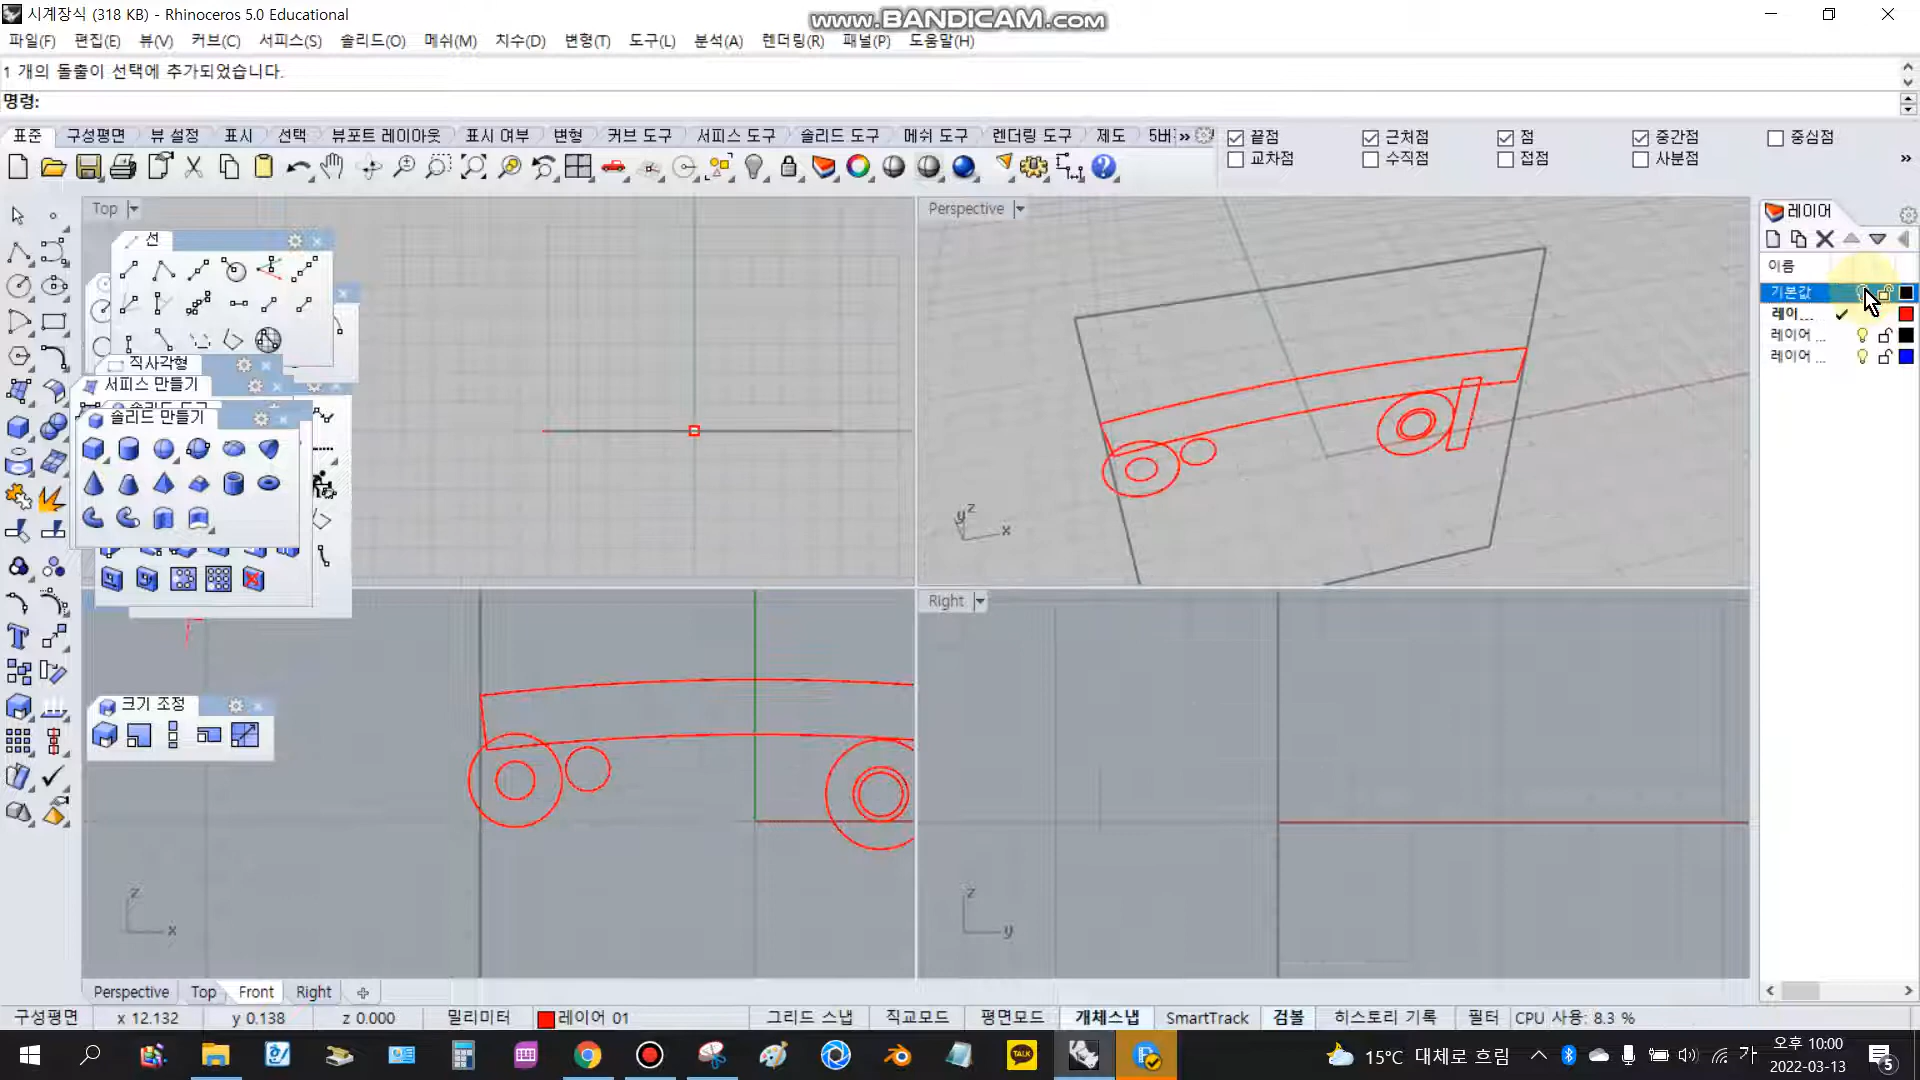 시계장식 (318 KB) - Rhinoceros 5.0 Educational
www.BANDICAM.com
파일(F) 편집(E) 뷰(V) 커브(C) 서피스(S) 솔리드(O) 메쉬(M) 치수(D) 변형(T) 도구(L) 분석(A) 렌더링(R) 패널(P) 도움말(H)
1 개의 돌출이 선택에 추가되었습니다.
명령:
표준 구성평면 뷰 설정 표시 선택 뷰포트 레이아웃 표시 여부 변형 커브 도구 서피스 도구 솔리드 도구 메쉬 도구 렌더링 도구 제도 5버
끝점 근처점 점 중간점 중심점
교차점 수직점 접점 사분점
Top
Perspective
레이어
선
이름
기본값
레이...
레이어 ...
레이어 ...
직사각형
서피스 만들기
솔리드 만들기
z
y
x
Right
크기 조정
z
x
z
y
Perspective Top Front Right
구성평면 x 12.132 y 0.138 z 0.000 밀리미터 레이어 01 그리드 스냅 직교모드 평면모드 개체스냅 SmartTrack 검볼 히스토리 기록 필터 CPU 사용: 8.3 %
TALK
15°C 대체로 흐림
가
오후 10:00
2022-03-13
5